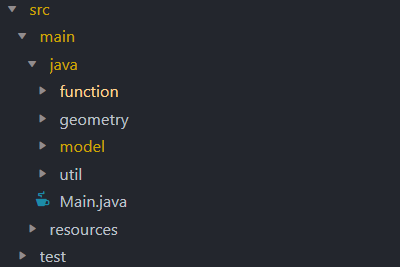 src
main
java
function
geometry
model
util
Main.java
resources
test